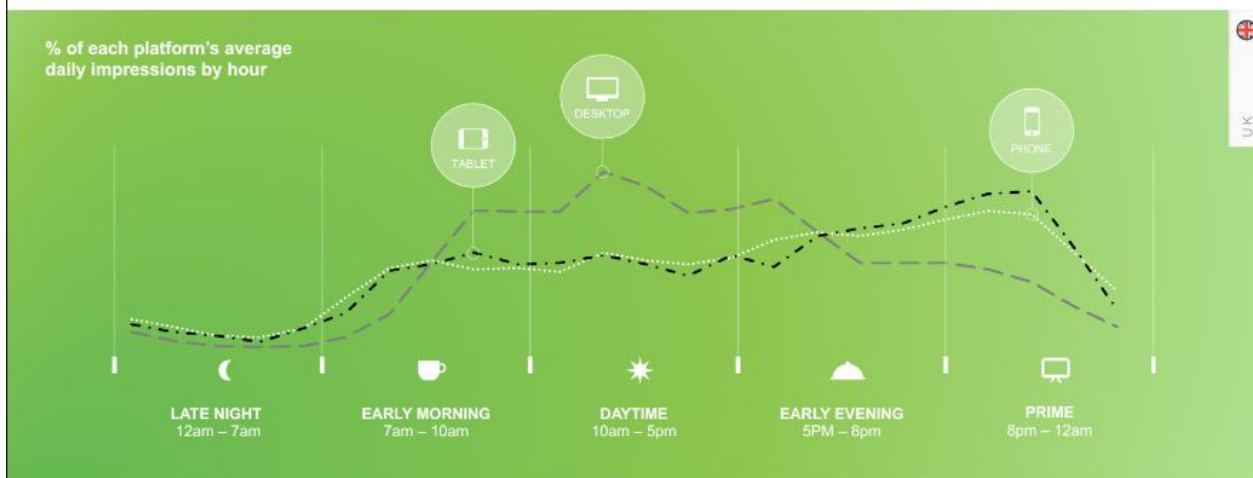 % of each platform's average
daily impressions by hour
TABLET
DESKTOP
PHONE
UK
LATE NIGHT
12am – 7am
EARLY MORNING
7am – 10am
DAYTIME
10am – 5pm
EARLY EVENING
5PM – 8pm
PRIME
8pm – 12am